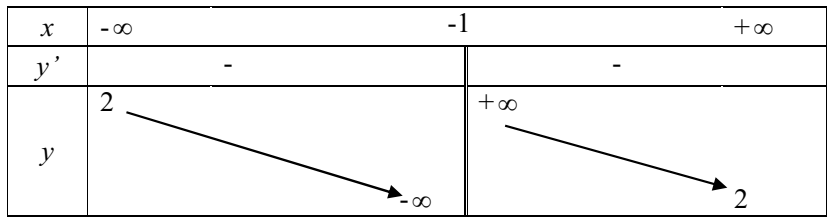 x -∞ -1 +∞
y’ - -
2 +∞
y
-∞ 2